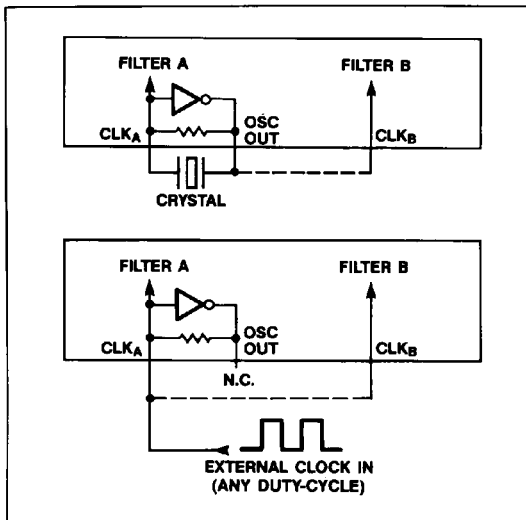 FILTER A FILTER B
CLKA OSC OUT CLKB
CRYSTAL
FILTER A FILTER B
CLKA OSC OUT CLKB
N.C.
EXTERNAL CLOCK IN
(ANY DUTY-CYCLE)